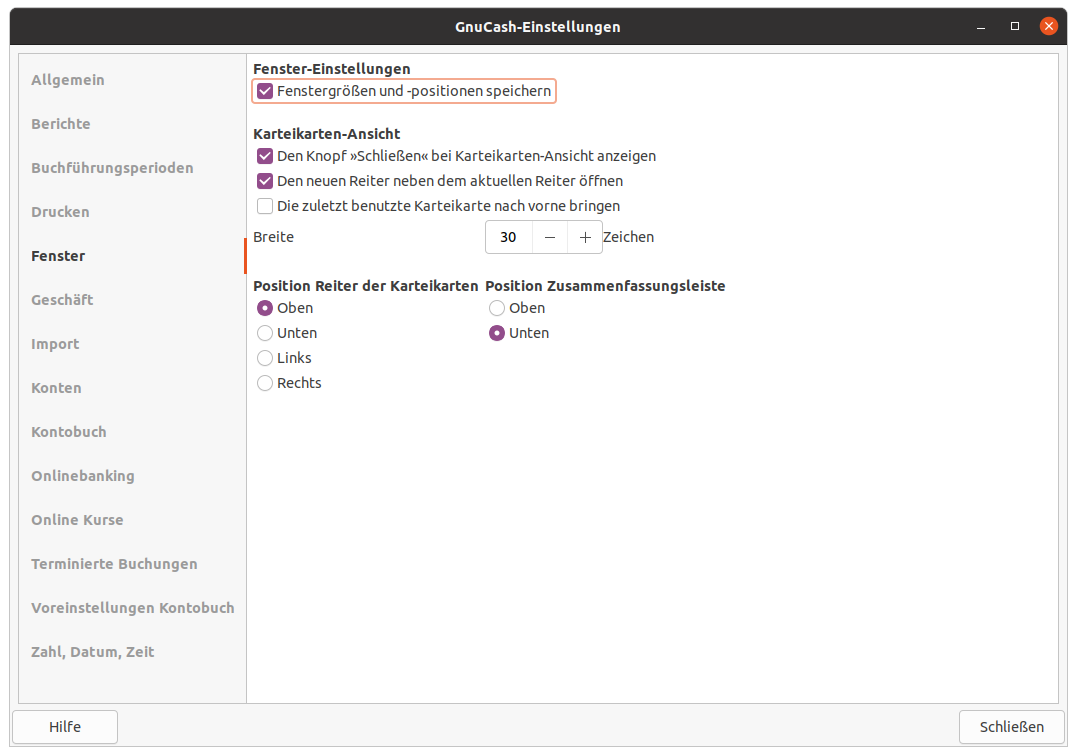 GnuCash-Einstellungen
Allgemein
Berichte
Buchführungsperioden
Drucken
Fenster
Geschäft
Import
Konten
Kontobuch
Onlinebanking
Online Kurse
Terminierte Buchungen
Voreinstellungen Kontobuch
Zahl, Datum, Zeit
Fenster-Einstellungen
Fenstergrößen und -positionen speichern
Karteikarten-Ansicht
Den Knopf »Schließen« bei Karteikarten-Ansicht anzeigen
Den neuen Reiter neben dem aktuellen Reiter öffnen
Die zuletzt benutzte Karteikarte nach vorne bringen
Breite 30 − + Zeichen
Position Reiter der Karteikarten
Oben
Unten
Links
Rechts
Position Zusammenfassungsleiste
Oben
Unten
Hilfe
Schließen